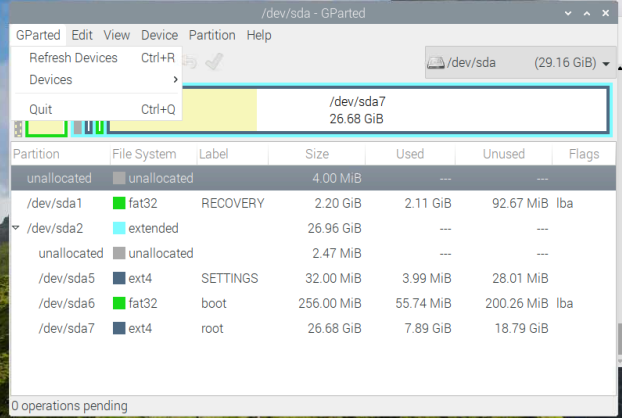 /dev/sda - GParted
GParted Edit View Device Partition Help
Refresh Devices Ctrl+R
Devices
Quit Ctrl+Q
/dev/sda (29.16 GiB)
/dev/sda7
26.68 GiB
Partition File System Label Size Used Unused Flags
unallocated unallocated 4.00 MiB --- ---
/dev/sda1 fat32 RECOVERY 2.20 GiB 2.11 GiB 92.67 MiB lba
/dev/sda2 extended 26.96 GiB --- ---
unallocated unallocated 2.47 MiB --- ---
/dev/sda5 ext4 SETTINGS 32.00 MiB 3.99 MiB 28.01 MiB
/dev/sda6 fat32 boot 256.00 MiB 55.74 MiB 200.26 MiB lba
/dev/sda7 ext4 root 26.68 GiB 7.89 GiB 18.79 GiB
0 operations pending